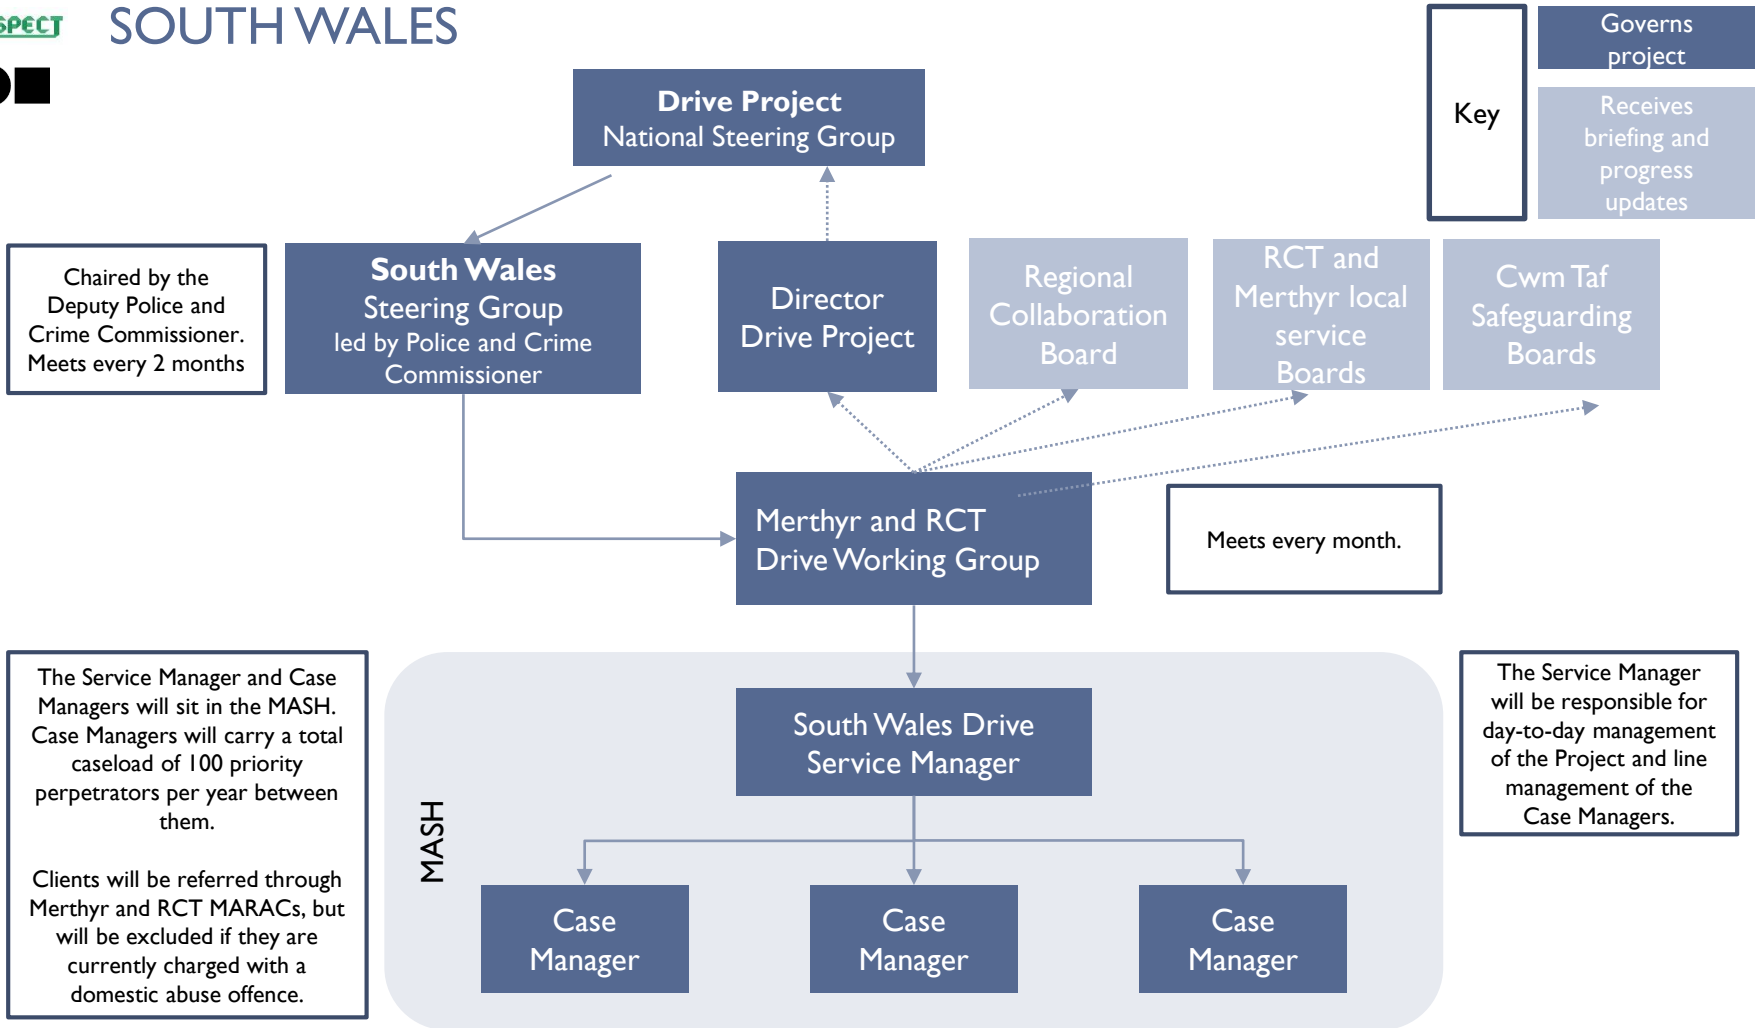 SPECT
SOUTH WALES
Key
Governs
project
Receives
briefing and
progress
updates
Drive Project
National Steering Group
Chaired by the
Deputy Police and
Crime Commissioner.
Meets every 2 months
South Wales
Steering Group
led by Police and Crime
Commissioner
Director
Drive Project
Regional
Collaboration
Board
RCT and
Merthyr local
service
Boards
Cwm Taf
Safeguarding
Boards
Merthyr and RCT
Drive Working Group
Meets every month.
The Service Manager and Case
Managers will sit in the MASH.
Case Managers will carry a total
caseload of 100 priority
perpetrators per year between
them.
Clients will be referred through
Merthyr and RCT MARACs, but
will be excluded if they are
currently charged with a
domestic abuse offence.
MASH
South Wales Drive
Service Manager
The Service Manager
will be responsible for
day-to-day management
of the Project and line
management of the
Case Managers.
Case
Manager
Case
Manager
Case
Manager